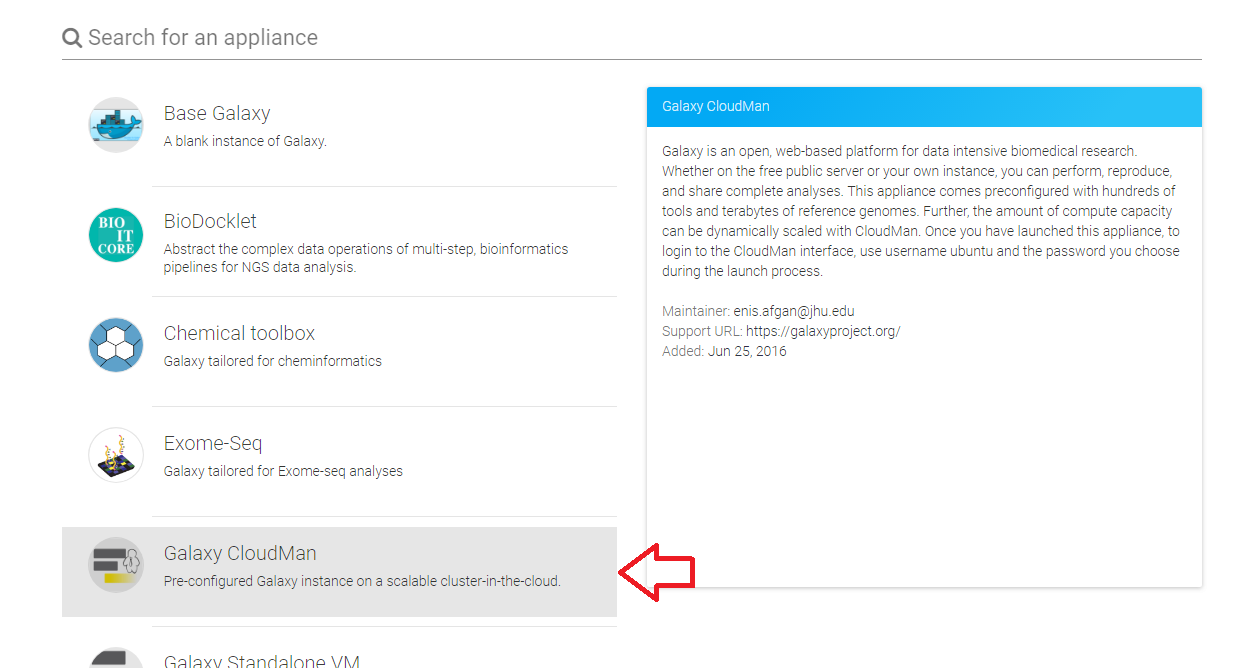 Search for an appliance
Base Galaxy
A blank instance of Galaxy.
BIO
IT
CORE
BioDocklet
Abstract the complex data operations of multi-step, bioinformatics
pipelines for NGS data analysis.
Chemical toolbox
Galaxy tailored for cheminformatics
Exome-Seq
Galaxy tailored for Exome-seq analyses
Galaxy CloudMan
Pre-configured Galaxy instance on a scalable cluster-in-the-cloud.
Galaxy Standalone VM
Galaxy CloudMan
Galaxy is an open, web-based platform for data intensive biomedical research.
Whether on the free public server or your own instance, you can perform, reproduce,
and share complete analyses. This appliance comes preconfigured with hundreds of
tools and terabytes of reference genomes. Further, the amount of compute capacity
can be dynamically scaled with CloudMan. Once you have launched this appliance, to
login to the CloudMan interface, use username ubuntu and the password you choose
during the launch process.
Maintainer: enis.afgan@jhu.edu
Support URL: https://galaxyproject.org/
Added: Jun 25, 2016